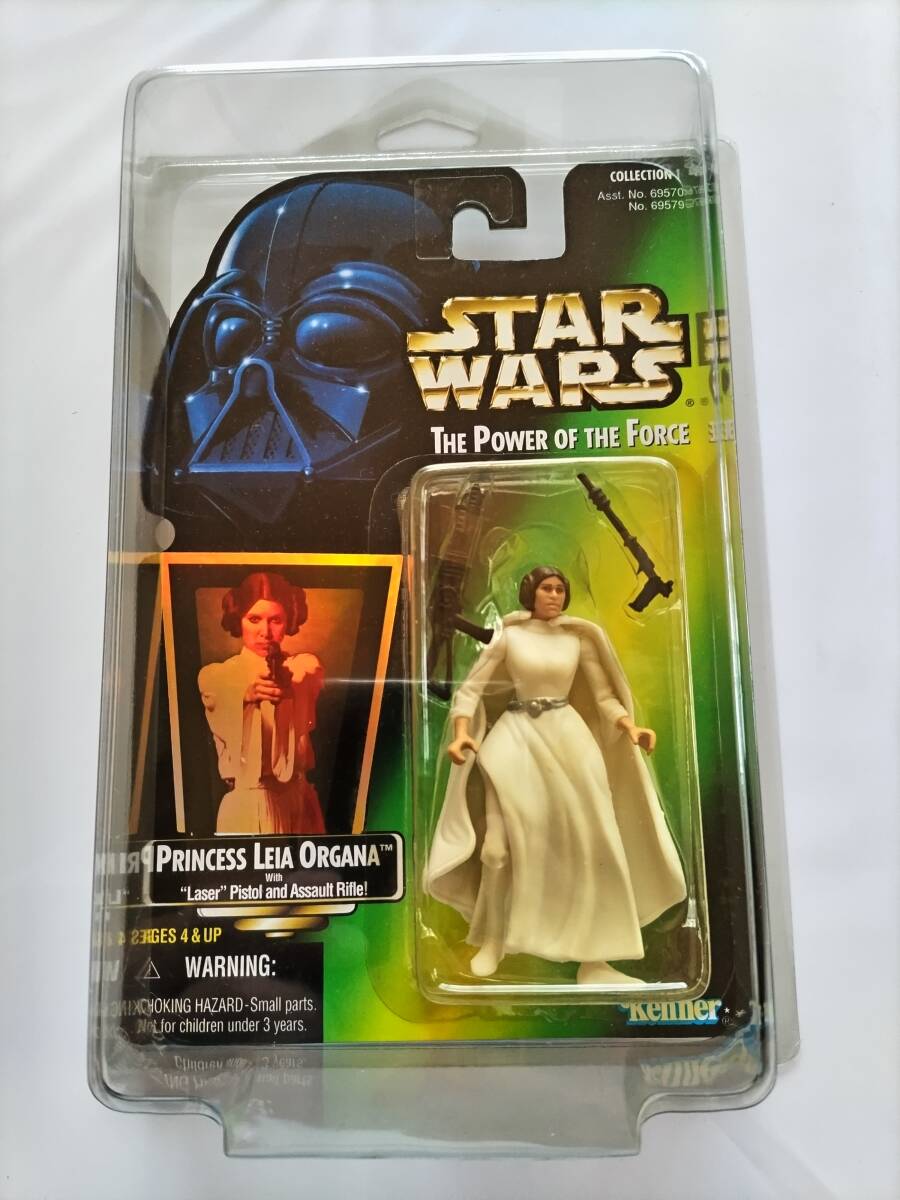 COLLECTION 1
Asst. No. 69570
No. 69579
STAR
WARS®
THE POWER OF THE FORCE
PRINCESS LEIA ORGANA™
With
"Laser" Pistol and Assault Rifle!
AGES 4 & UP
WARNING:
CHOKING HAZARD-Small parts.
Not for children under 3 years.
Kenner